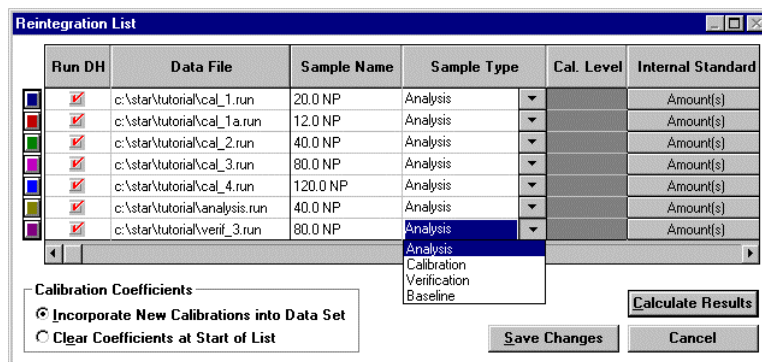 Reintegration List
Run DH Data File Sample Name Sample Type Cal. Level Internal Standard
c:\star\tutorial\cal_1.run 20.0 NP Analysis Amount(s)
c:\star\tutorial\cal_1a.run 12.0 NP Analysis Amount(s)
c:\star\tutorial\cal_2.run 40.0 NP Analysis Amount(s)
c:\star\tutorial\cal_3.run 80.0 NP Analysis Amount(s)
c:\star\tutorial\cal_4.run 120.0 NP Analysis Amount(s)
c:\star\tutorial\analysis.run 40.0 NP Analysis Amount(s)
c:\star\tutorial\verif_3.run 80.0 NP Analysis Amount(s)
Analysis
Calibration
Verification
Baseline
Calibration Coefficients
Incorporate New Calibrations into Data Set
Clear Coefficients at Start of List
Calculate Results
Save Changes Cancel